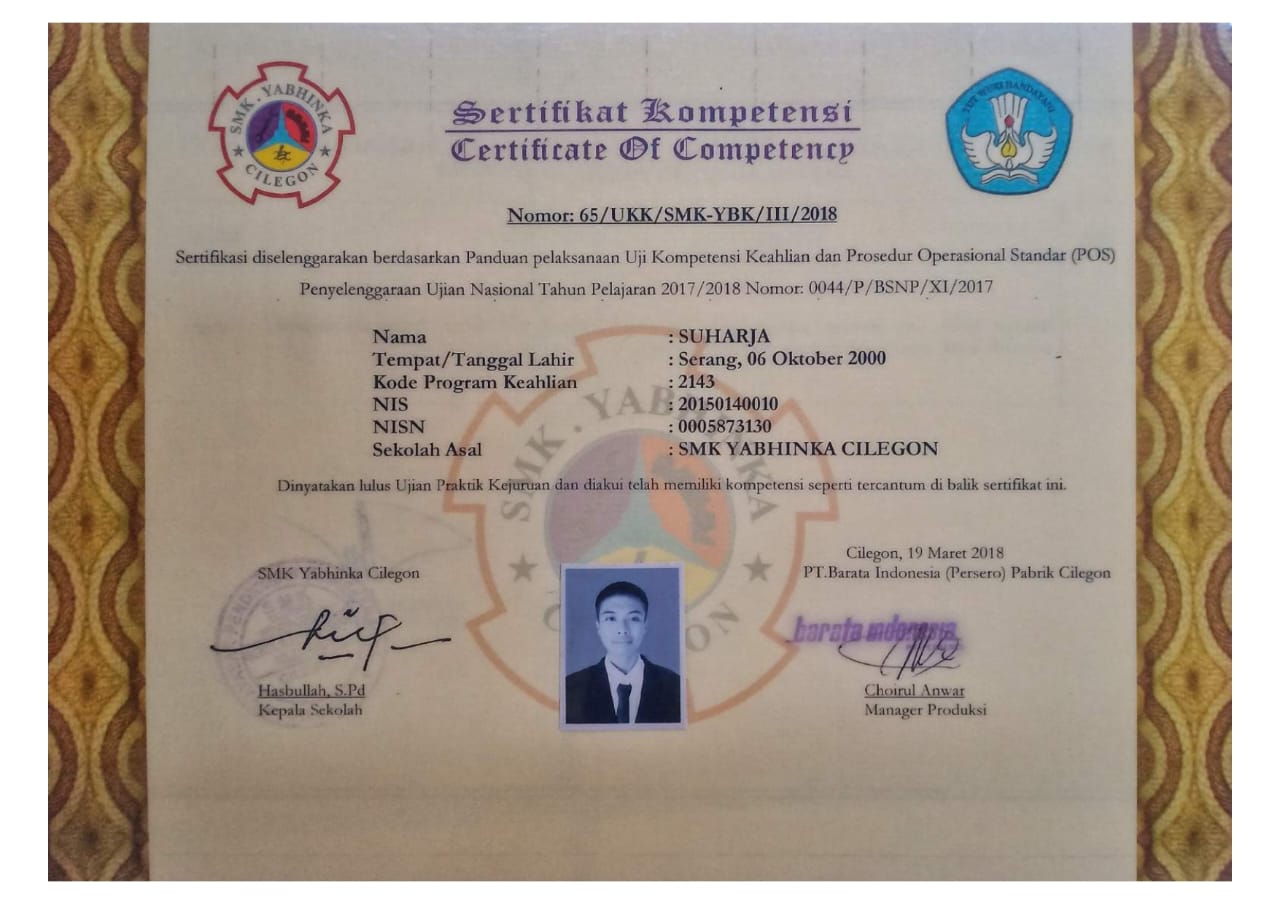 SMK. YABHINKA
CILEGON
TUT WURI HANDAYANI
Sertifikat Kompetensi
Certificate Of Competency
Nomor: 65/UKK/SMK-YBK/III/2018
Sertifikasi diselenggarakan berdasarkan Panduan pelaksanaan Uji Kompetensi Keahlian dan Prosedur Operasional Standar (POS)
Penyelenggaraan Ujian Nasional Tahun Pelajaran 2017/2018 Nomor: 0044/P/BSNP/XI/2017
Nama : SUHARJA
Tempat/Tanggal Lahir : Serang, 06 Oktober 2000
Kode Program Keahlian : 2143
NIS : 20150140010
NISN : 0005873130
Sekolah Asal : SMK YABHINKA CILEGON
SMK. YABHINKA
Dinyatakan lulus Ujian Praktik Kejuruan dan diakui telah memiliki kompetensi seperti tercantum di balik sertifikat ini.
Cilegon, 19 Maret 2018
SMK Yabhinka Cilegon
PT.Barata Indonesia (Persero) Pabrik Cilegon
barata indonesia
Hasbullah, S.Pd
Kepala Sekolah
Choirul Anwar
Manager Produksi